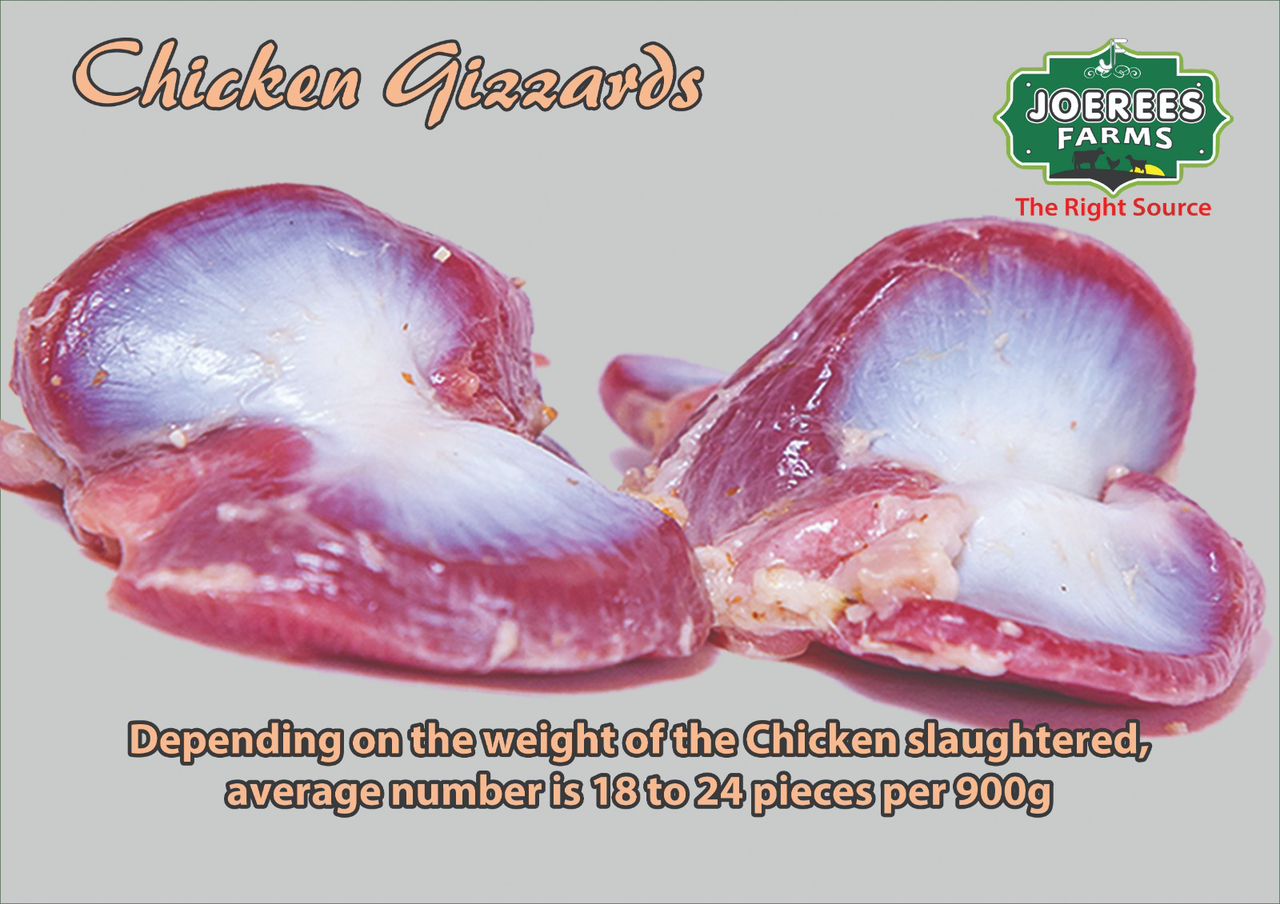 Chicken Gizzards
JOEREES
FARMS
The Right Source
Depending on the weight of the Chicken slaughtered,
average number is 18 to 24 pieces per 900g